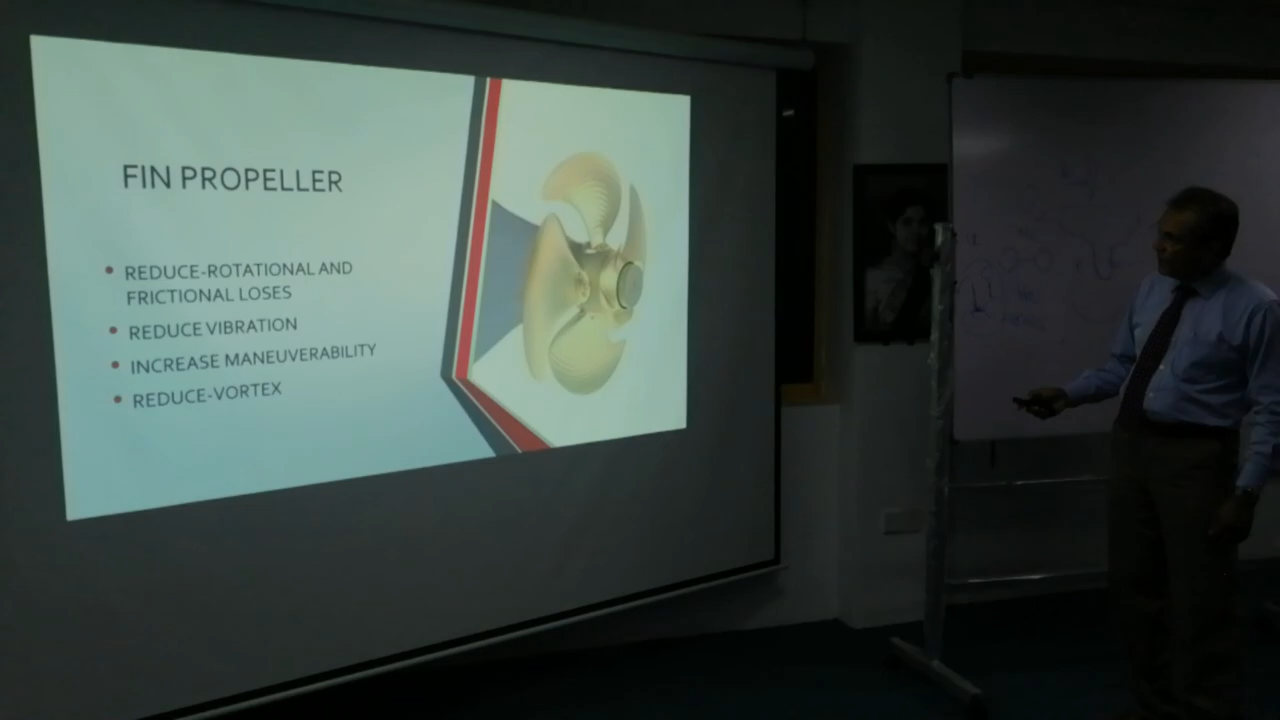 FIN PROPELLER
REDUCE-ROTATIONAL AND
FRICTIONAL LOSES
REDUCE VIBRATION
INCREASE MANEUVERABILITY
REDUCE-VORTEX